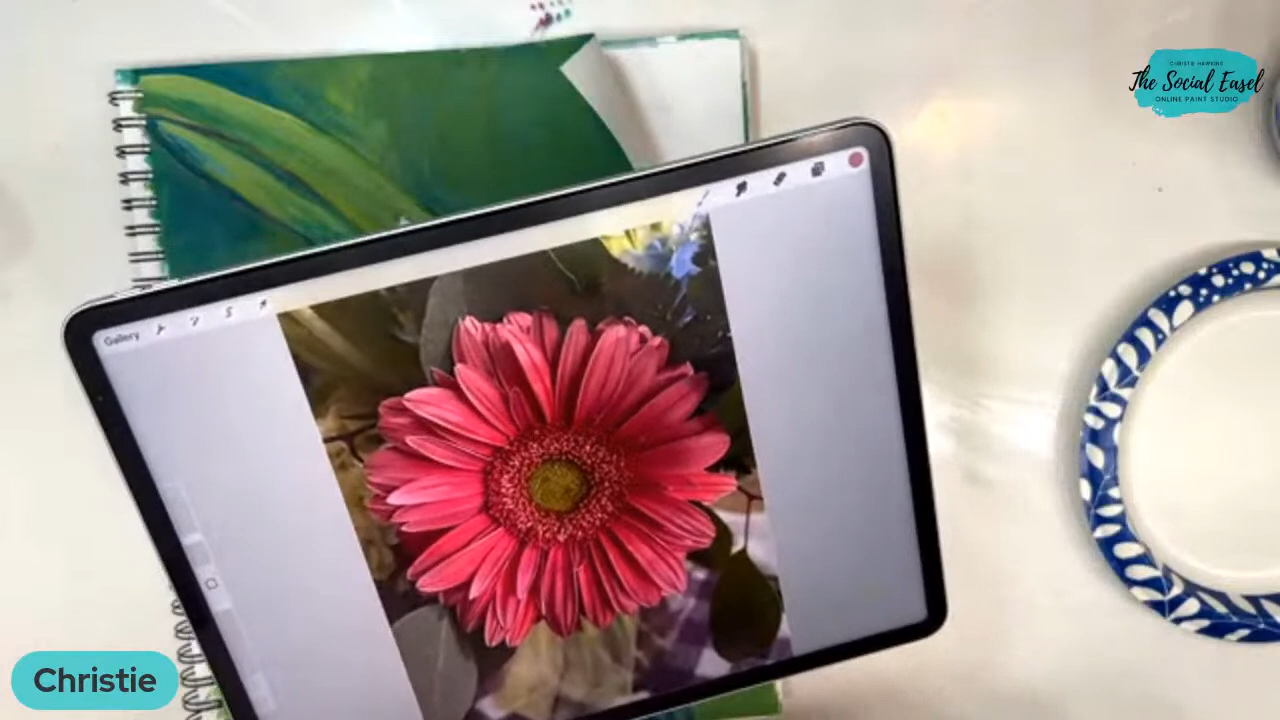 CHRISTIE HAWKINS
The Social Easel
ONLINE PAINT STUDIO
Gallery
Christie